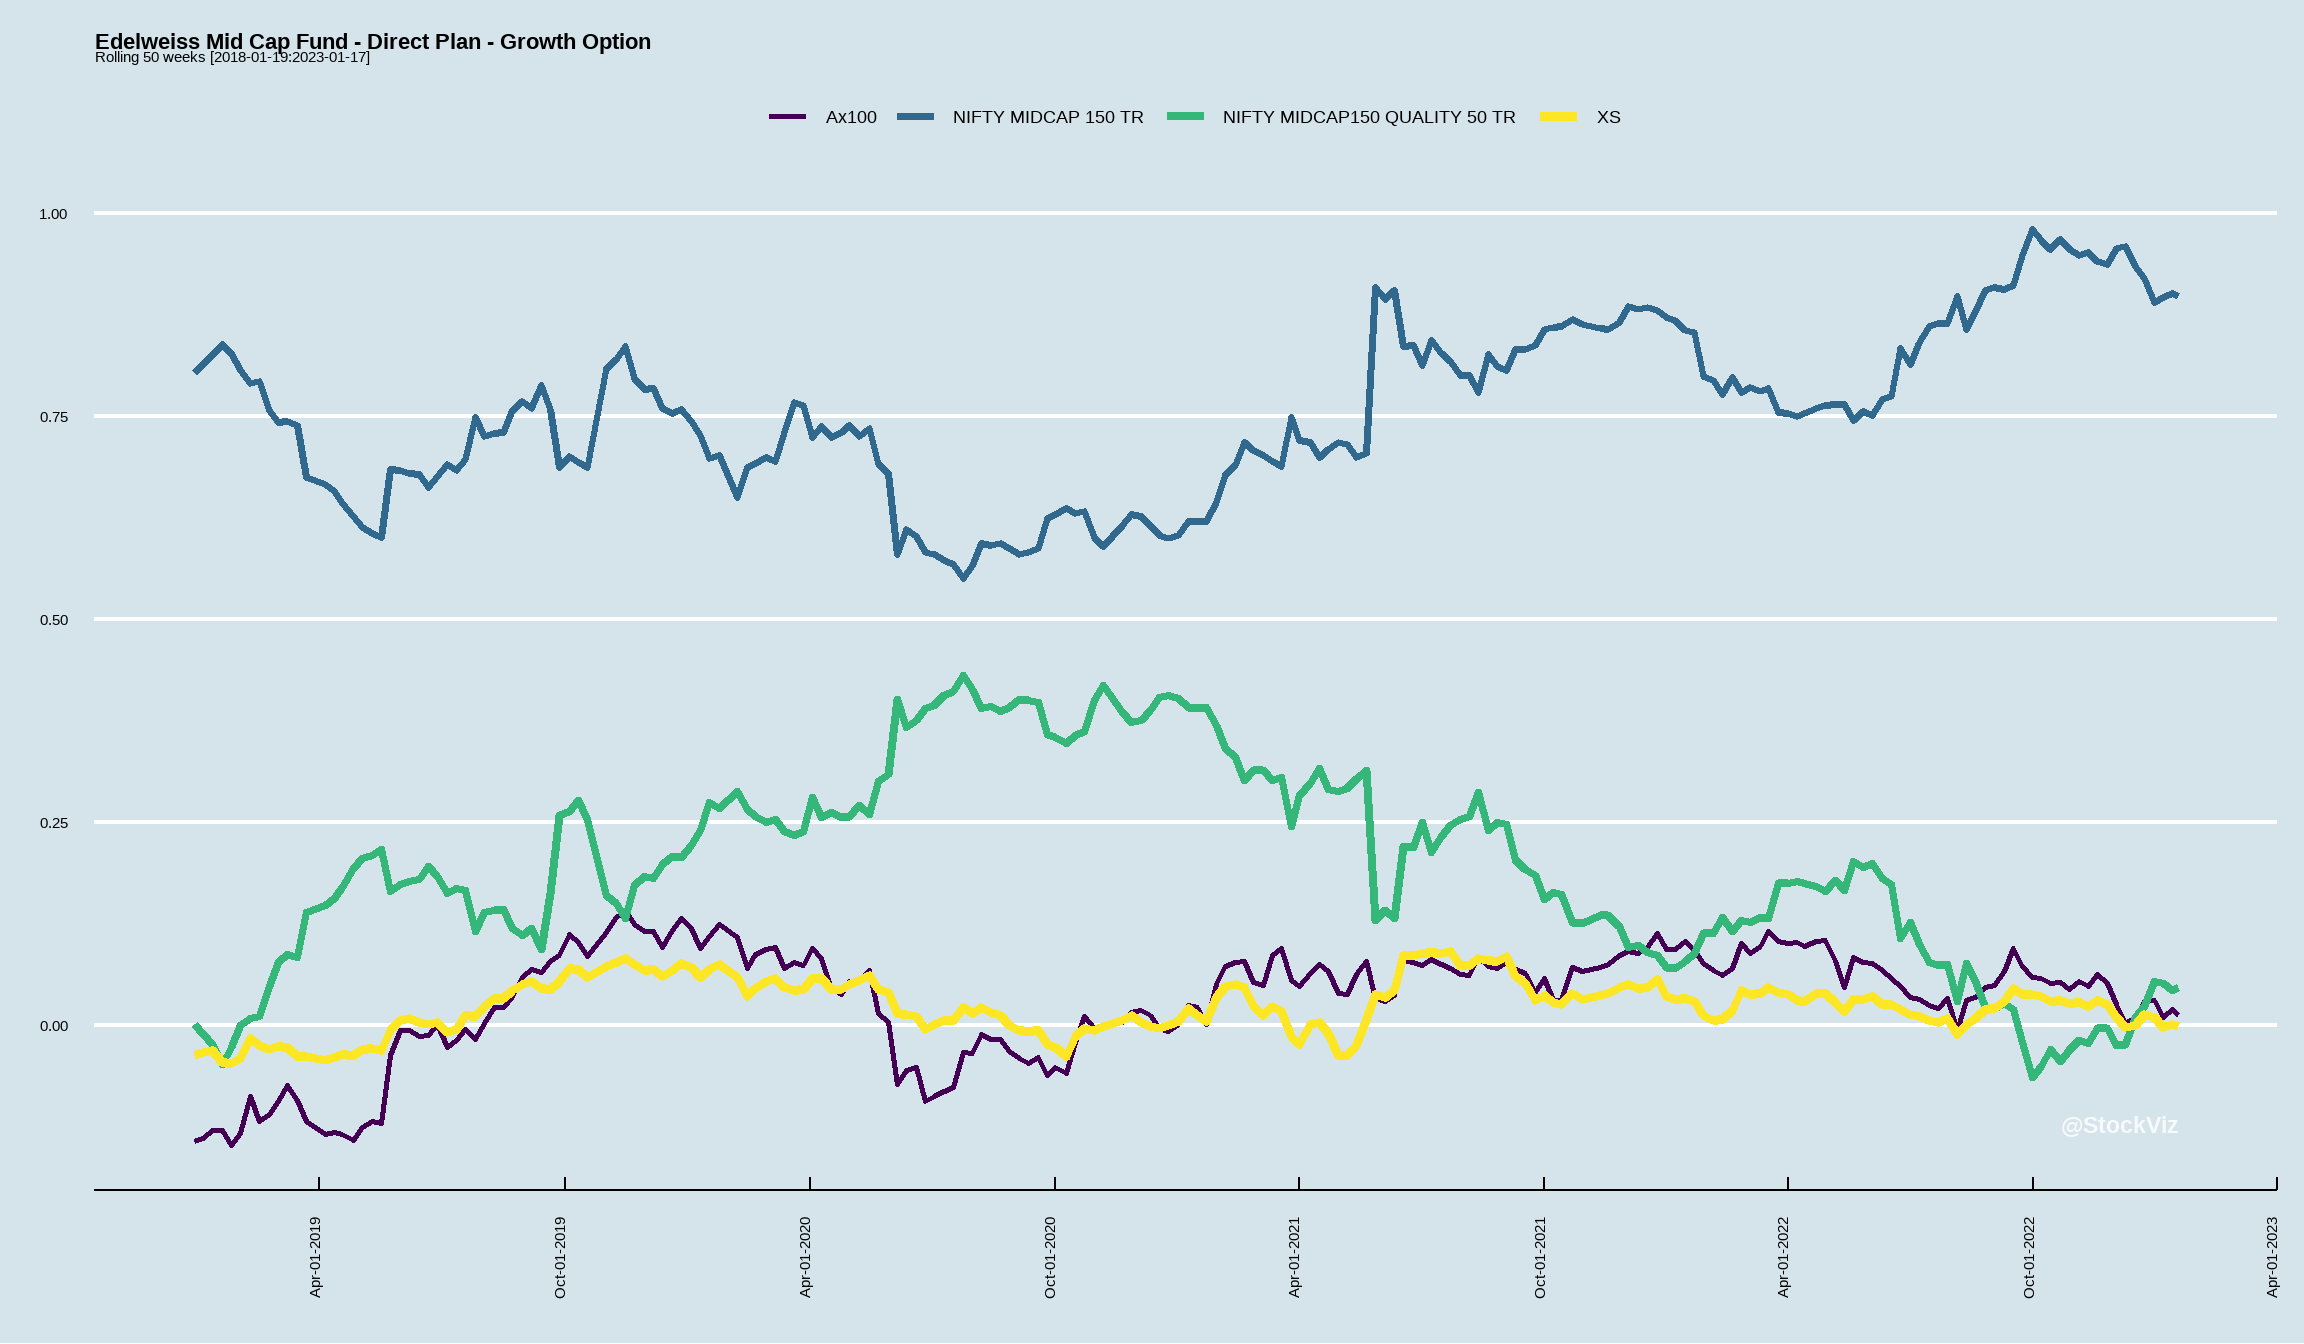 Edelweiss Mid Cap Fund - Direct Plan - Growth Option
Rolling 50 weeks [2018-01-19:2023-01-17]
Ax100 NIFTY MIDCAP 150 TR NIFTY MIDCAP150 QUALITY 50 TR XS
1.00
0.75
0.50
0.25
0.00
@StockViz
Apr-01-2019 Oct-01-2019 Apr-01-2020 Oct-01-2020 Apr-01-2021 Oct-01-2021 Apr-01-2022 Oct-01-2022 Apr-01-2023